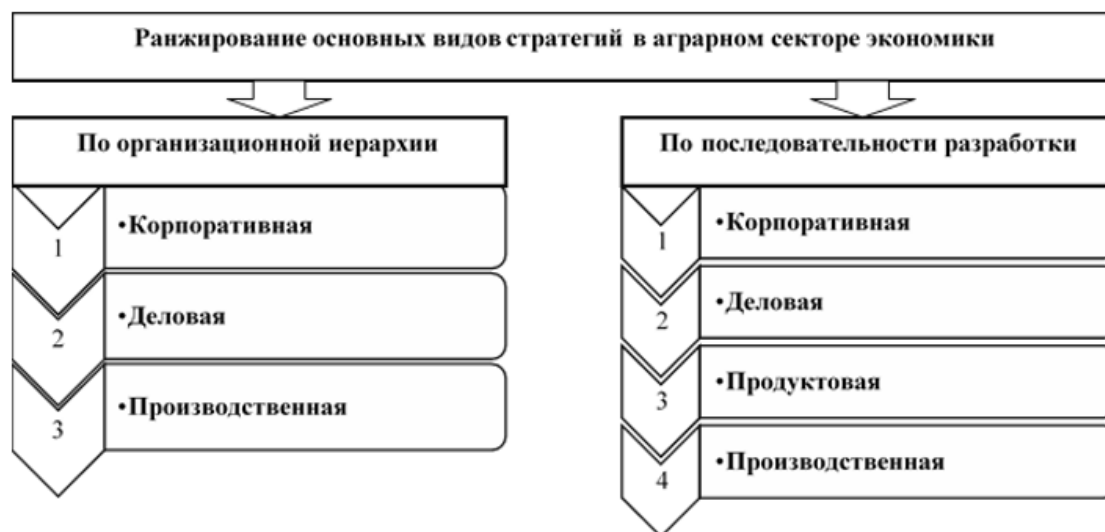 Ранжирование основных видов стратегий в аграрном секторе экономики
По организационной иерархии
1
•Корпоративная
2
•Деловая
3
•Производственная
По последовательности разработки
1
•Корпоративная
2
•Деловая
3
•Продуктовая
4
•Производственная